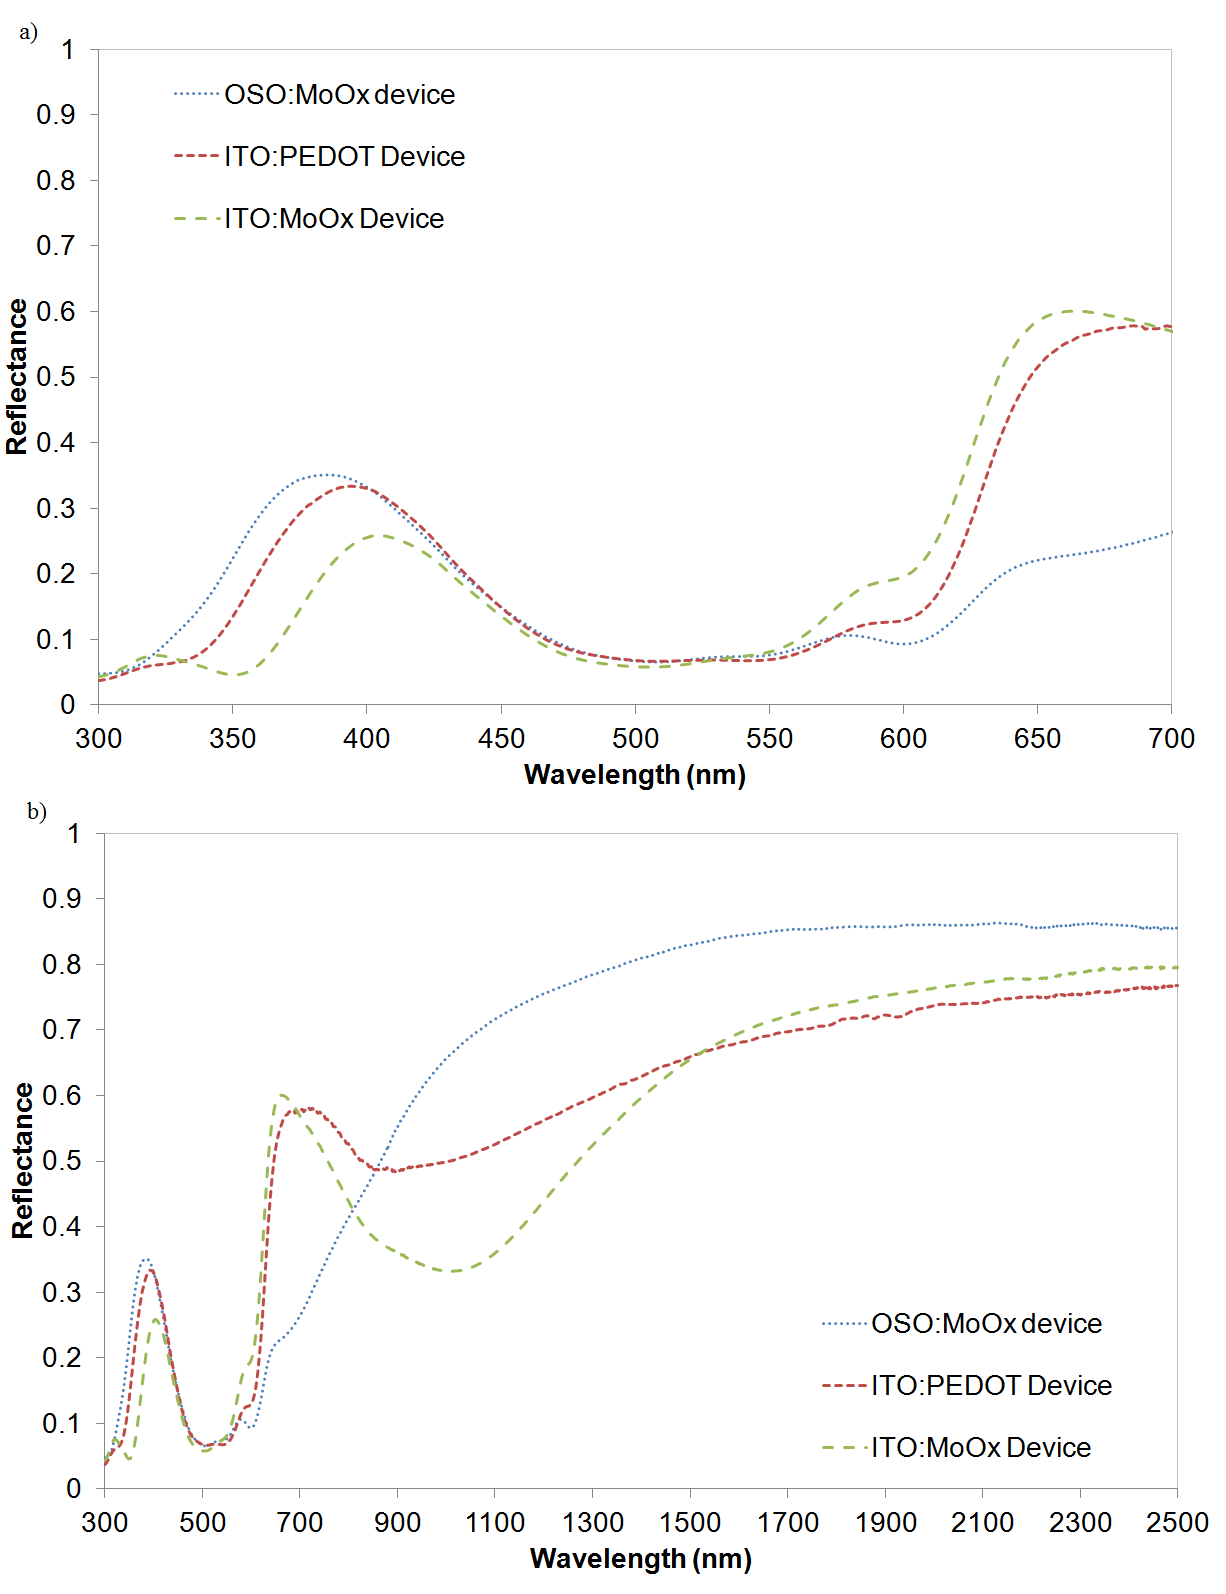 a)
1
0.9
0.8
0.7
0.6
0.5
0.4
0.3
0.2
0.1
0
Reflectance
OSO:MoOx device
ITO:PEDOT Device
ITO:MoOx Device
300 350 400 450 500 550 600 650 700
Wavelength (nm)
b)
1
0.9
0.8
0.7
0.6
0.5
0.4
0.3
0.2
0.1
0
Reflectance
OSO:MoOx device
ITO:PEDOT Device
ITO:MoOx Device
300 500 700 900 1100 1300 1500 1700 1900 2100 2300 2500
Wavelength (nm)